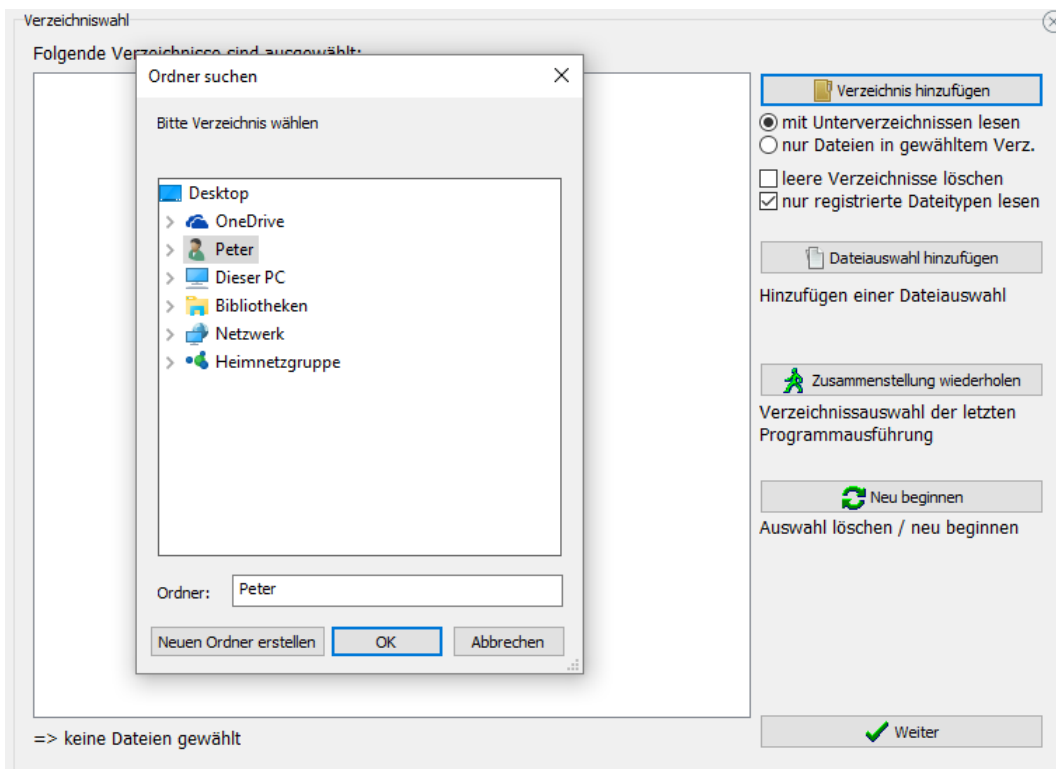 Verzeichniswahl
Folgende Verzeichnisse sind ausgewählt:
Ordner suchen
Bitte Verzeichnis wählen
Desktop
OneDrive
Peter
Dieser PC
Bibliotheken
Netzwerk
Heimnetzgruppe
Ordner: Peter
Neuen Ordner erstellen OK Abbrechen
=> keine Dateien gewählt
Verzeichnis hinzufügen
mit Unterverzeichnissen lesen
nur Dateien in gewähltem Verz.
leere Verzeichnisse löschen
nur registrierte Dateitypen lesen
Dateiauswahl hinzufügen
Hinzufügen einer Dateiauswahl
Zusammenstellung wiederholen
Verzeichnissauswahl der letzten
Programmausführung
Neu beginnen
Auswahl löschen / neu beginnen
Weiter